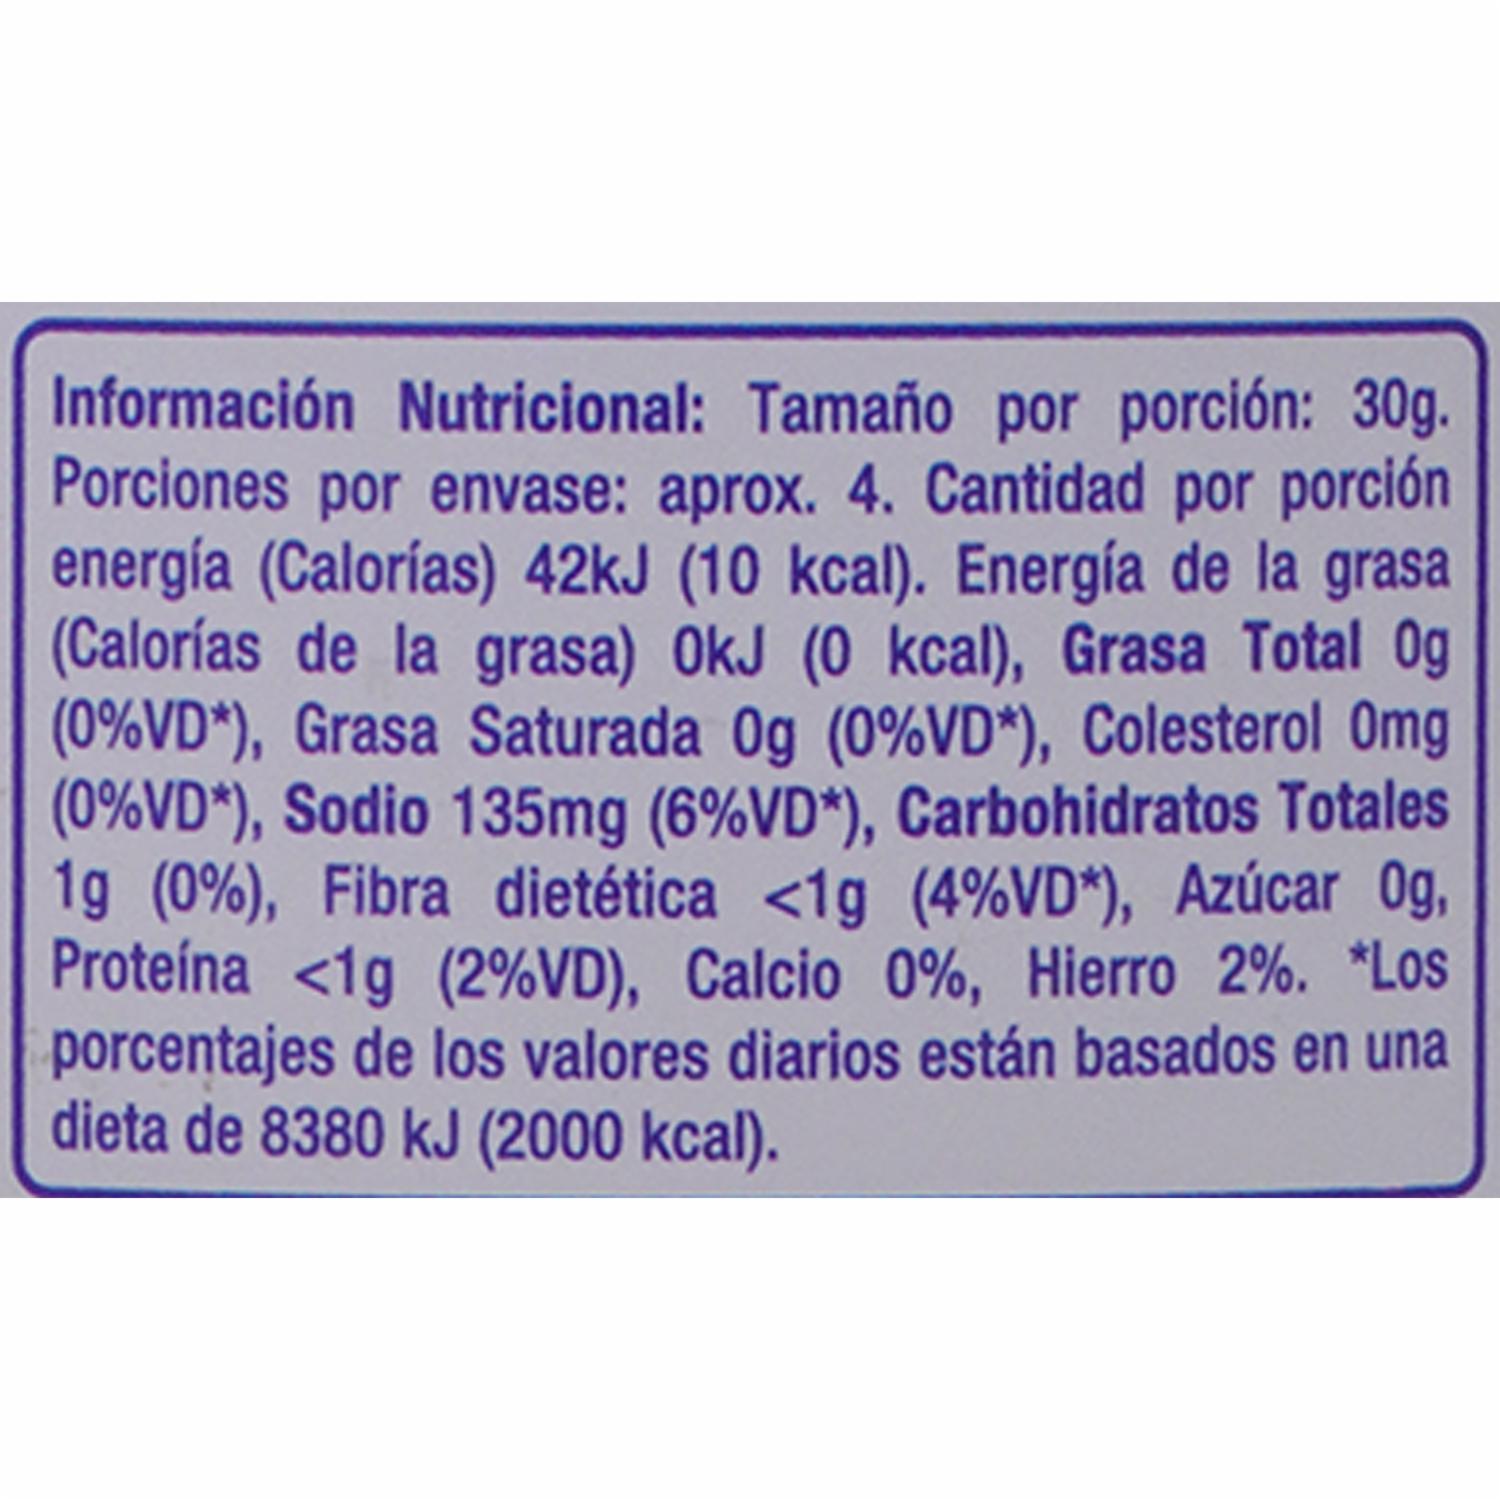 Información Nutricional: Tamaño por porción: 30g.
Porciones por envase: aprox. 4. Cantidad por porción
energía (Calorías) 42kJ (10 kcal). Energía de la grasa
(Calorías de la grasa) 0kJ (0 kcal), Grasa Total 0g
(0%VD*), Grasa Saturada 0g (0%VD*), Colesterol 0mg
(0%VD*), Sodio 135mg (6%VD*), Carbohidratos Totales
1g (0%), Fibra dietética <1g (4%VD*), Azúcar 0g,
Proteína <1g (2%VD), Calcio 0%, Hierro 2%. *Los
porcentajes de los valores diarios están basados en una
dieta de 8380 kJ (2000 kcal).